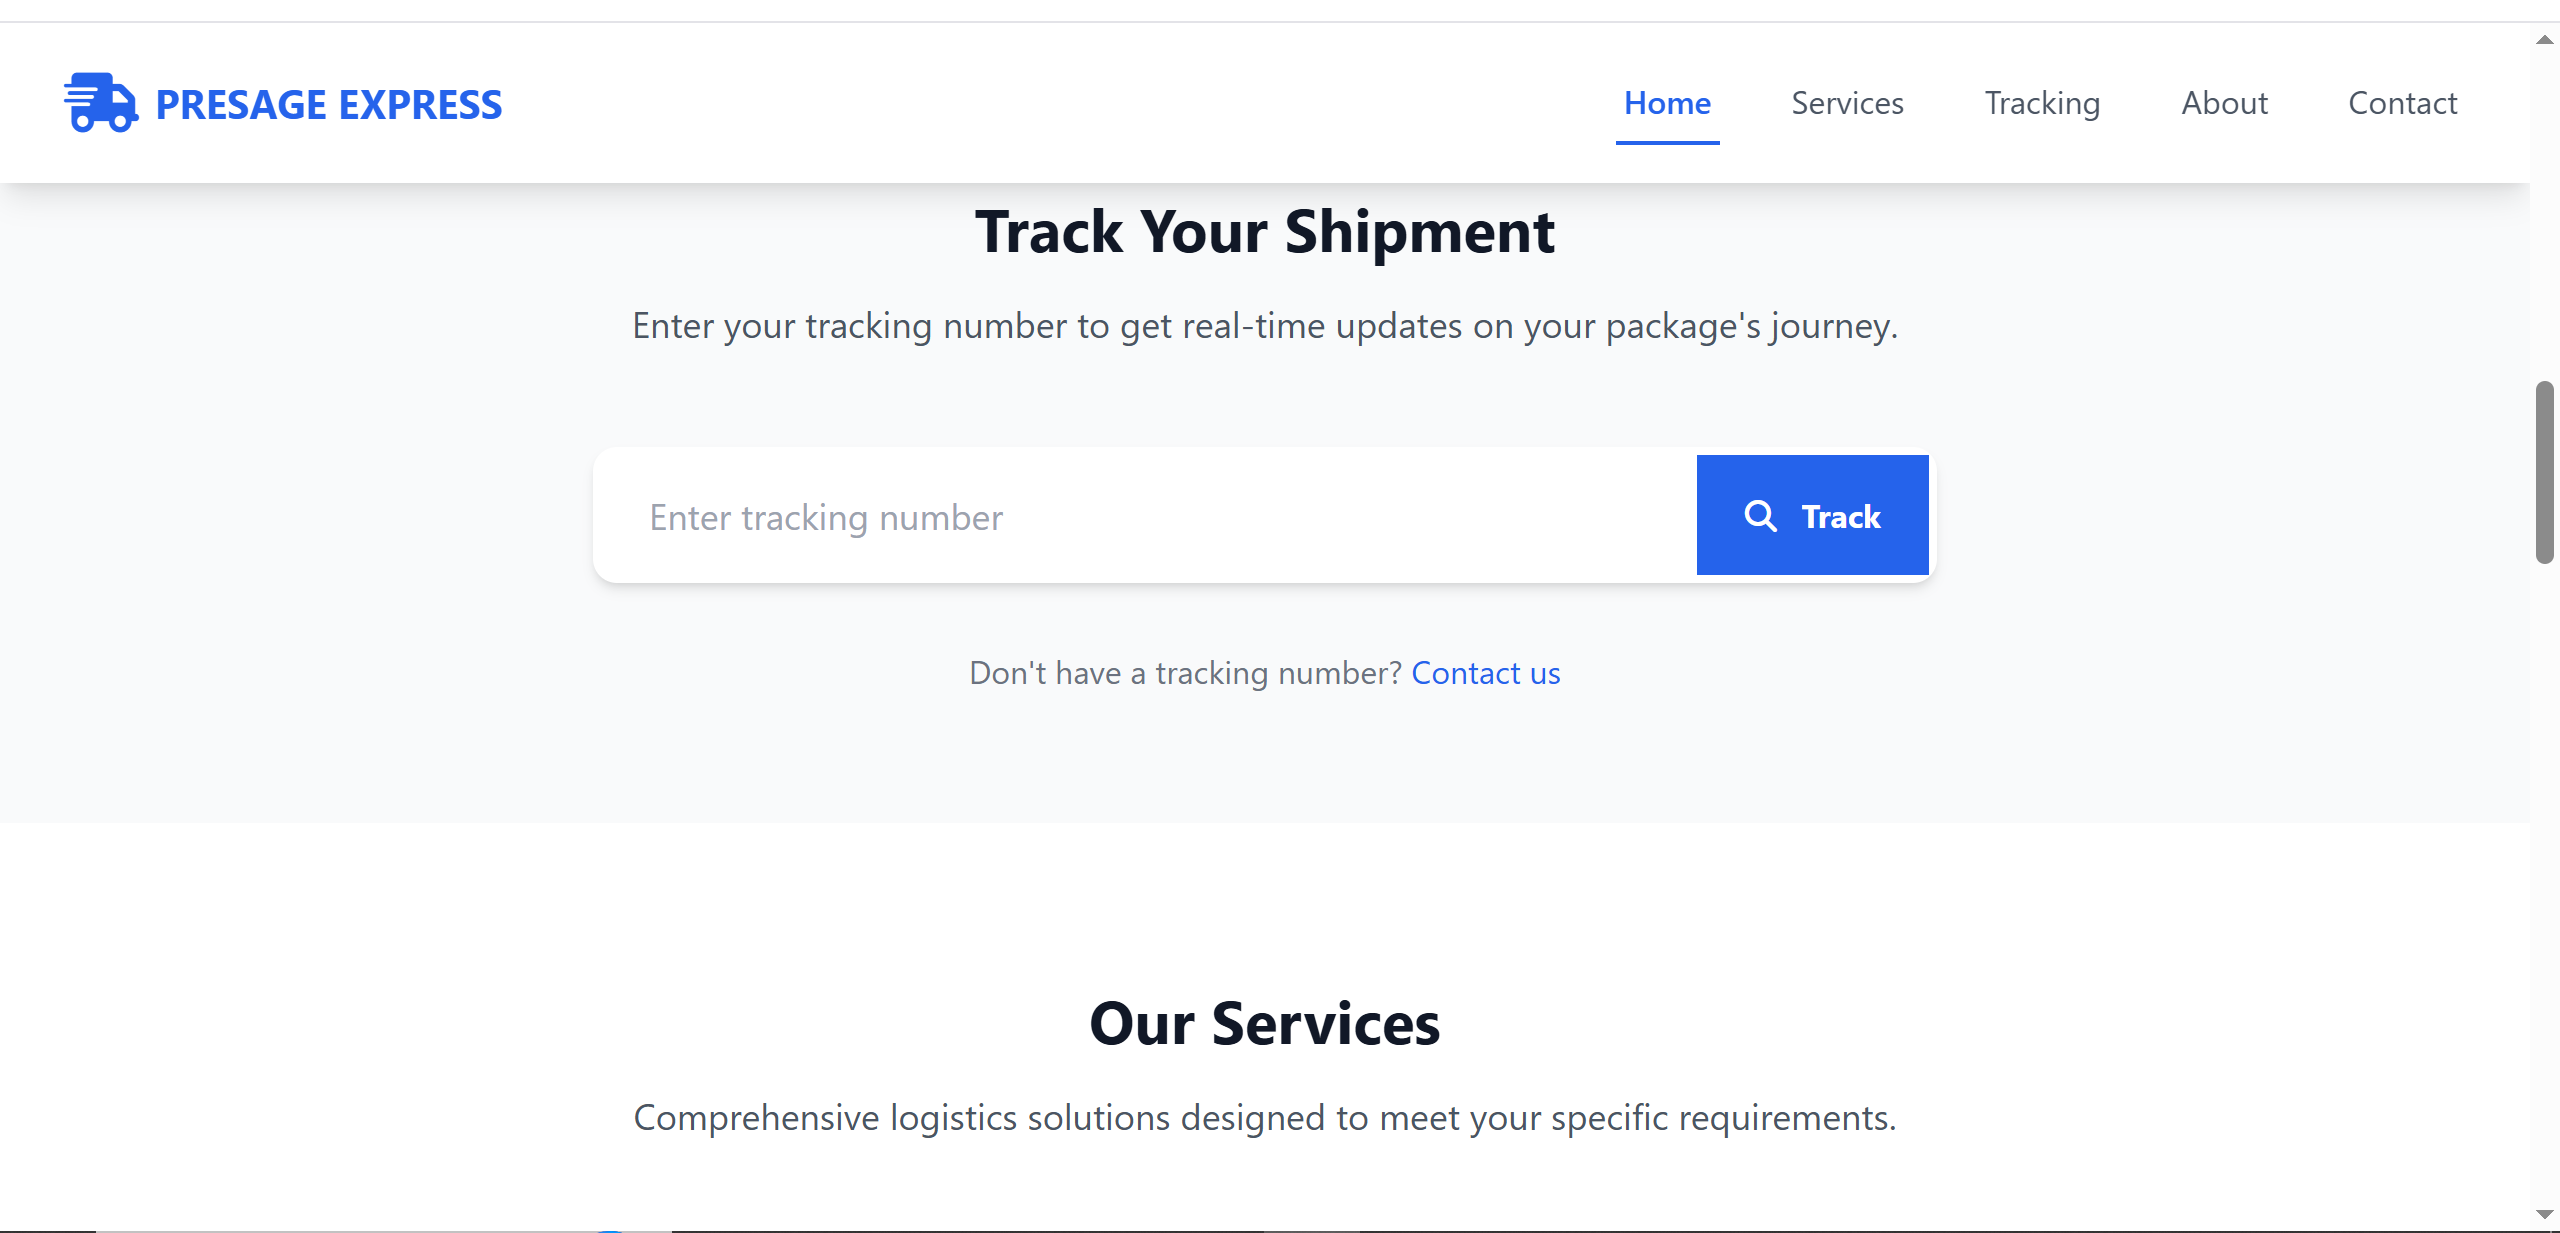 PRESAGE EXPRESS
Home Services Tracking About Contact
Track Your Shipment
Enter your tracking number to get real-time updates on your package's journey.
Enter tracking number
Track
Don't have a tracking number? Contact us
Our Services
Comprehensive logistics solutions designed to meet your specific requirements.